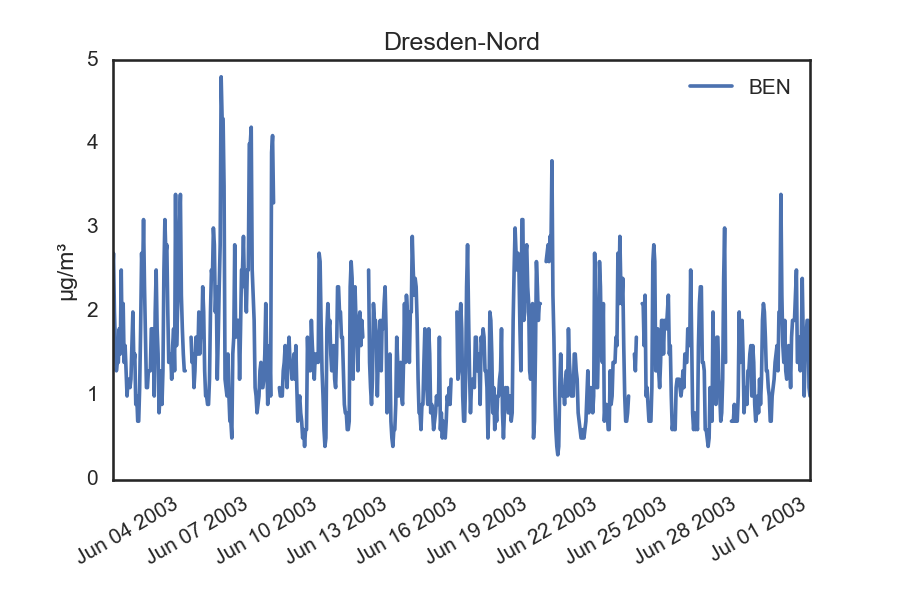 Dresden-Nord
BEN
µg/m³
5
4
3
2
1
0
Jun 04 2003
Jun 07 2003
Jun 10 2003
Jun 13 2003
Jun 16 2003
Jun 19 2003
Jun 22 2003
Jun 25 2003
Jun 28 2003
Jul 01 2003